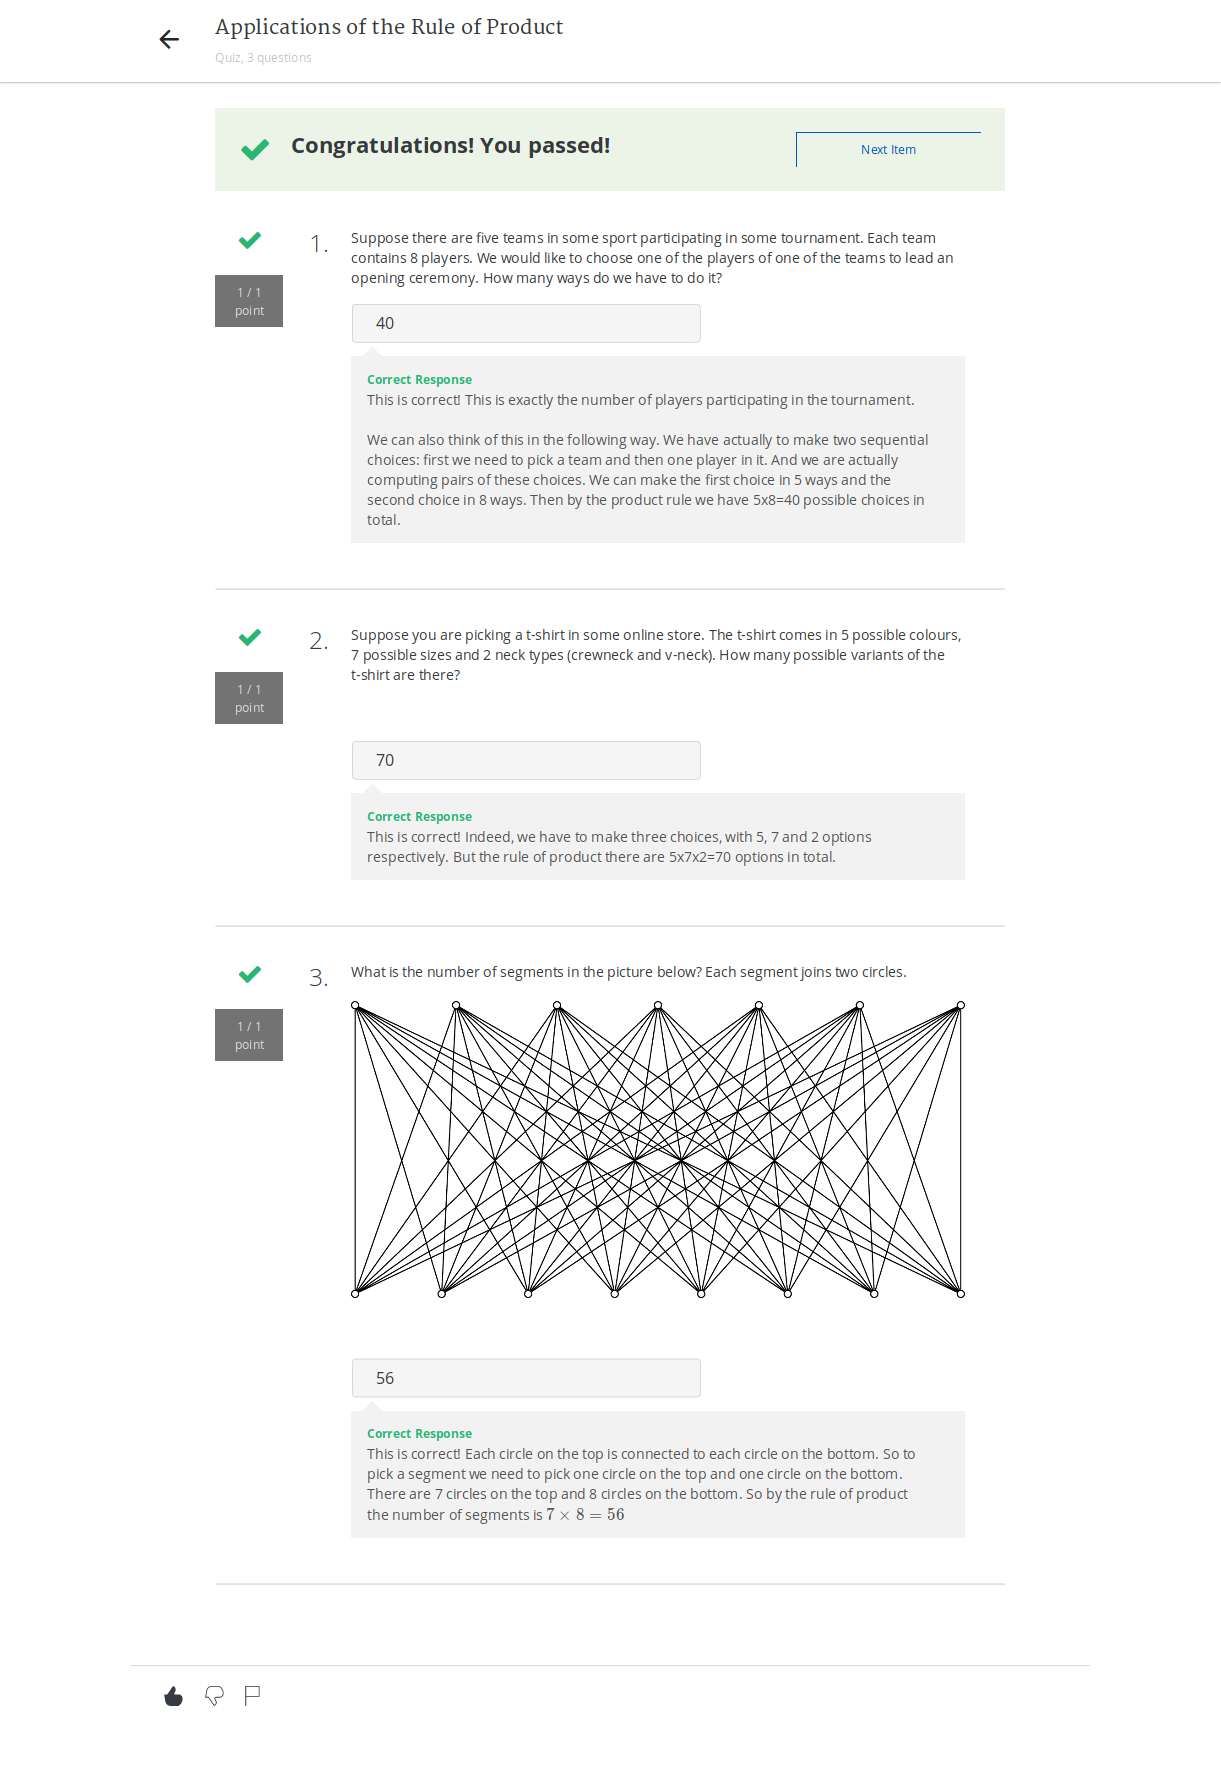 Applications of the Rule of Product
Quiz, 3 questions
Congratulations! You passed!
Next Item
1 / 1
point
1.
Suppose there are five teams in some sport participating in some tournament. Each team
contains 8 players. We would like to choose one of the players of one of the teams to lead an
opening ceremony. How many ways do we have to do it?
40
Correct Response
This is correct! This is exactly the number of players participating in the tournament.
We can also think of this in the following way. We have actually to make two sequential
choices: first we need to pick a team and then one player in it. And we are actually
computing pairs of these choices. We can make the first choice in 5 ways and the
second choice in 8 ways. Then by the product rule we have 5x8=40 possible choices in
total.
1 / 1
point
2.
Suppose you are picking a t-shirt in some online store. The t-shirt comes in 5 possible colours,
7 possible sizes and 2 neck types (crewneck and v-neck). How many possible variants of the
t-shirt are there?
70
Correct Response
This is correct! Indeed, we have to make three choices, with 5, 7 and 2 options
respectively. But the rule of product there are 5x7x2=70 options in total.
1 / 1
point
3.
What is the number of segments in the picture below? Each segment joins two circles.
56
Correct Response
This is correct! Each circle on the top is connected to each circle on the bottom. So to
pick a segment we need to pick one circle on the top and one circle on the bottom.
There are 7 circles on the top and 8 circles on the bottom. So by the rule of product
the number of segments is 7 × 8 = 56